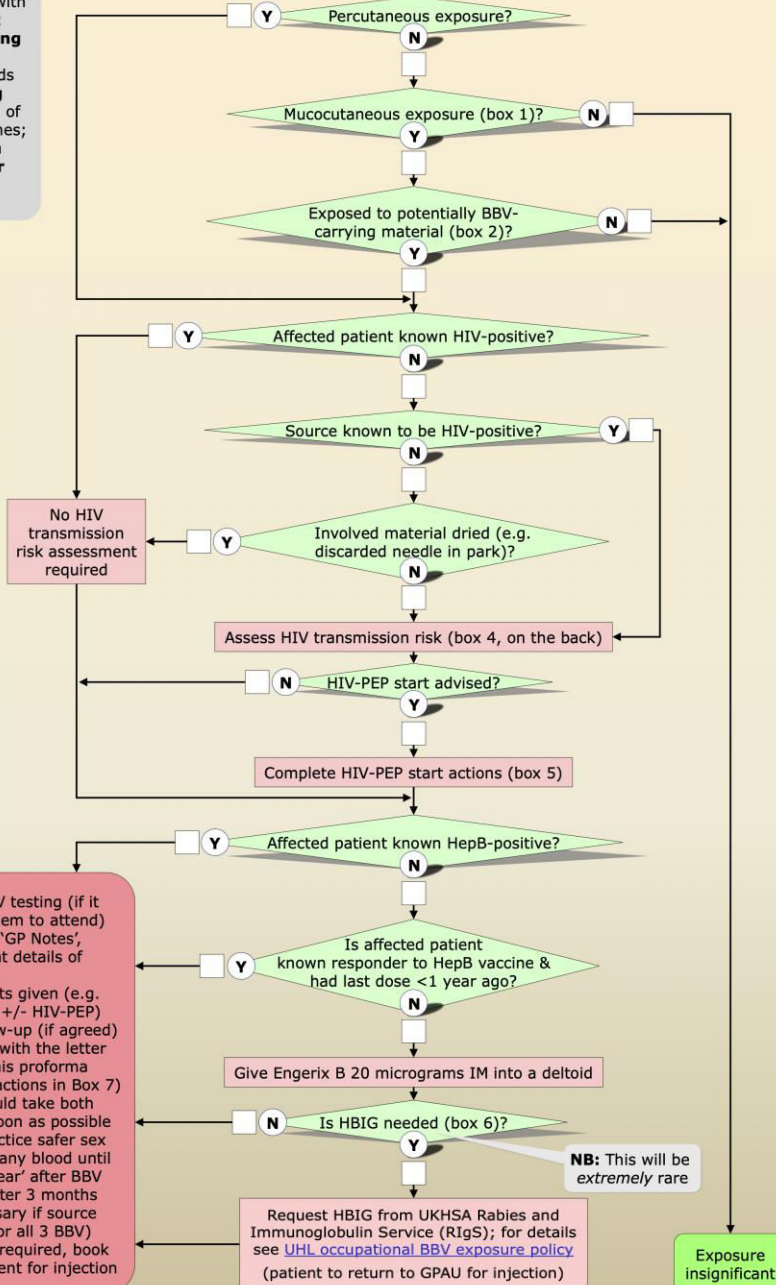 with
ng
ds
g
of
nes;
n
r
Y
Percutaneous exposure?
N
Mucocutaneous exposure (box 1)?
N
Y
Exposed to potentially BBV-
carrying material (box 2)?
N
Y
Y
Affected patient known HIV-positive?
N
Source known to be HIV-positive?
Y
N
No HIV
transmission
risk assessment
required
Y
Involved material dried (e.g.
discarded needle in park)?
N
Assess HIV transmission risk (box 4, on the back)
N
HIV-PEP start advised?
Y
Complete HIV-PEP start actions (box 5)
Y
Affected patient known HepB-positive?
N
V testing (if it
em to attend)
'GP Notes',
nt details of
ts given (e.g.
+/- HIV-PEP)
w-up (if agreed)
with the letter
his proforma
actions in Box 7)
uld take both
oon as possible
ctice safer sex
any blood until
ear' after BBV
ter 3 months
sary if source
or all 3 BBV)
required, book
ent for injection
Y
Is affected patient
known responder to HepB vaccine &
had last dose <1 year ago?
N
Give Engerix B 20 micrograms IM into a deltoid
N
Is HBIG needed (box 6)?
Y
NB: This will be
extremely rare
Request HBIG from UKHSA Rabies and
Immunoglobulin Service (RIgS); for details
see UHL occupational BBV exposure policy
(patient to return to GPAU for injection)
Exposure
insignificant